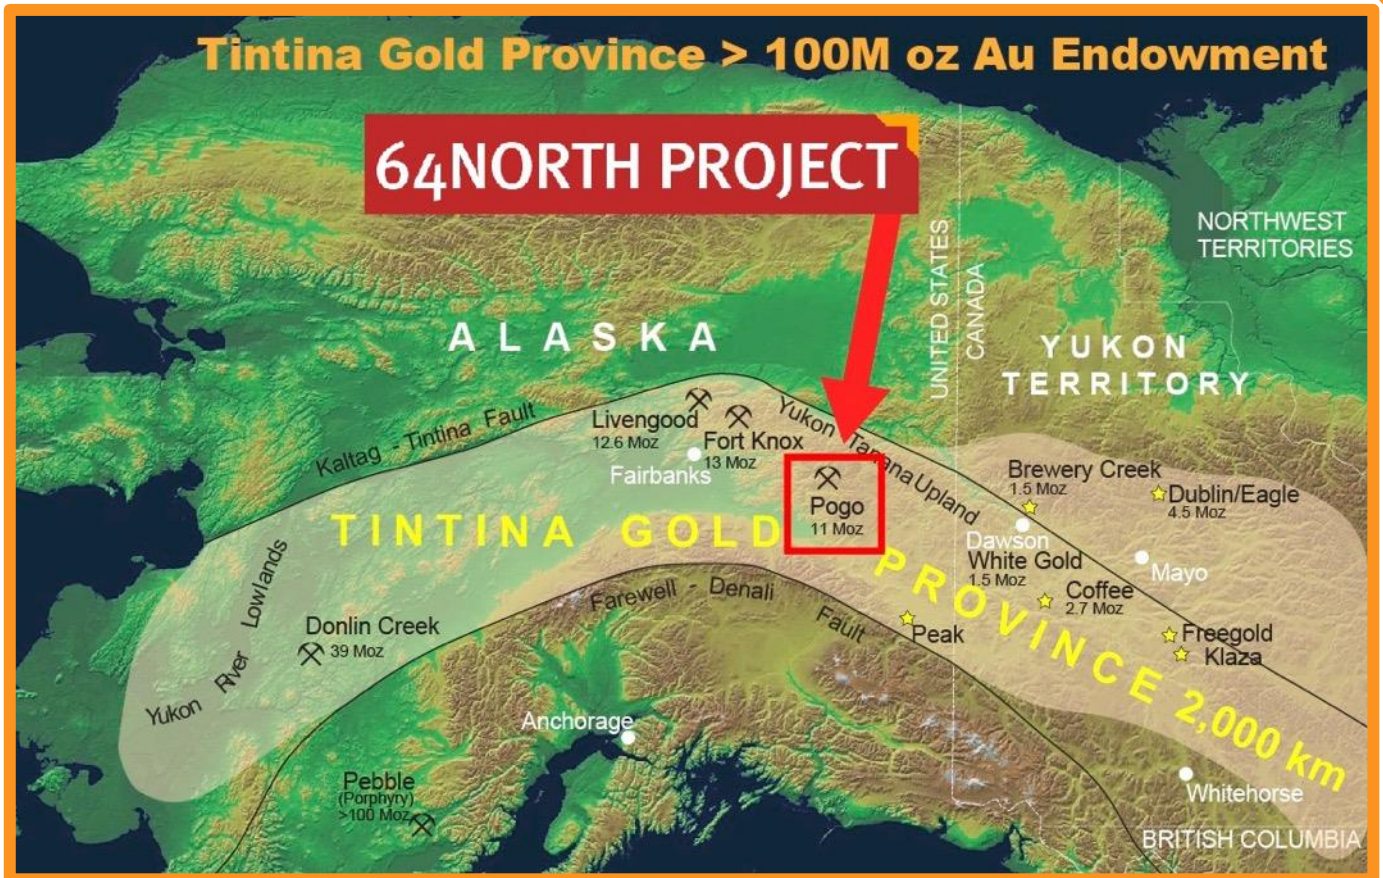 Tintina Gold Province > 100M oz Au Endowment
64NORTH PROJECT
NORTHWEST
TERRITORIES
UNITED STATES
CANADA
ALASKA
YUKON
TERRITORY
Kaltag - Tintina Fault
Livengood
12.6 Moz
Fort Knox
13 Moz
Fairbanks
Yukon - Tanana Upland
Pogo
11 Moz
Brewery Creek
1.5 Moz
Dublin/Eagle
4.5 Moz
Dawson
White Gold
1.5 Moz
Mayo
Coffee
2.7 Moz
TINTINA GOLD PROVINCE 2,000 km
Yukon River Lowlands
Farewell - Denali Fault
Donlin Creek
39 Moz
Peak
Freegold
Klaza
Anchorage
Pebble
(Porphyry)
>100 Moz
Whitehorse
BRITISH COLUMBIA